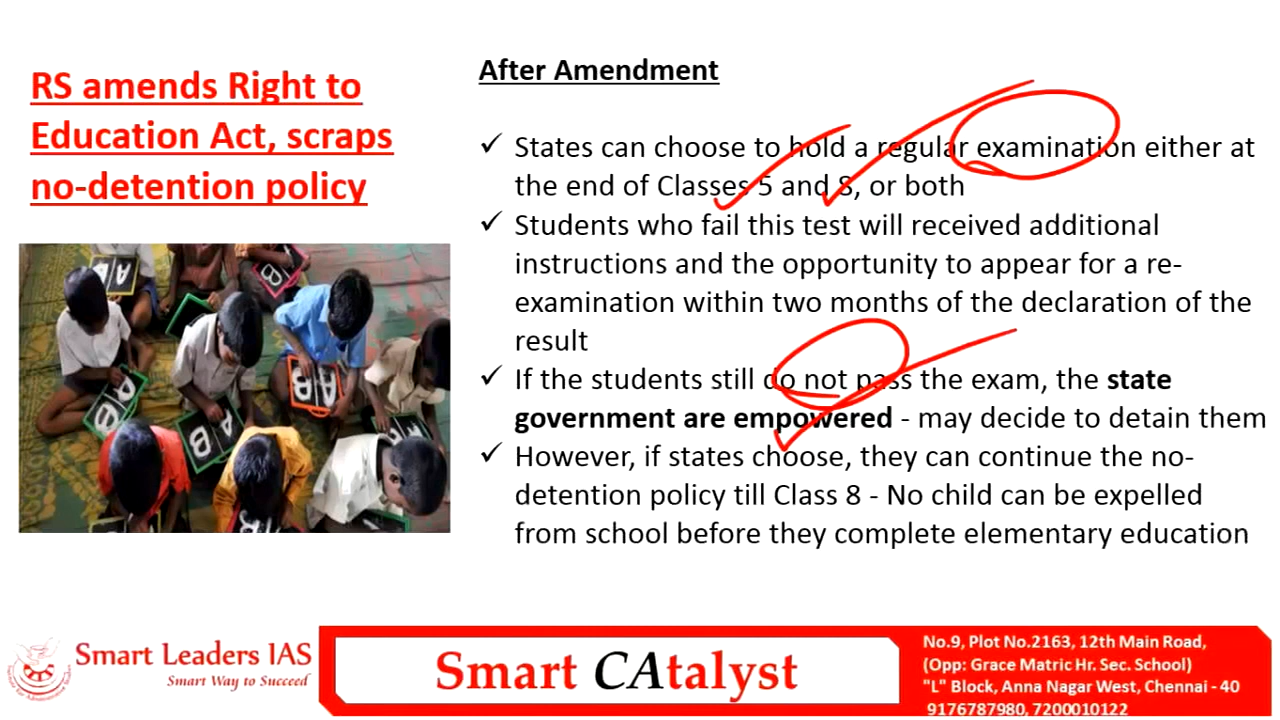 RS amends Right to
Education Act, scraps
no-detention policy
After Amendment
✓ States can choose to hold a regular examination either at
the end of Classes 5 and 8, or both
✓ Students who fail this test will received additional
instructions and the opportunity to appear for a re-
examination within two months of the declaration of the
result
✓ If the students still do not pass the exam, the state
government are empowered - may decide to detain them
✓ However, if states choose, they can continue the no-
detention policy till Class 8 - No child can be expelled
from school before they complete elementary education
Smart Leaders IAS
Smart Way to Succeed
Smart CAtalyst
No.9, Plot No.2163, 12th Main Road,
(Opp: Grace Matric Hr. Sec. School)
"L" Block, Anna Nagar West, Chennai - 40
9176787980, 7200010122